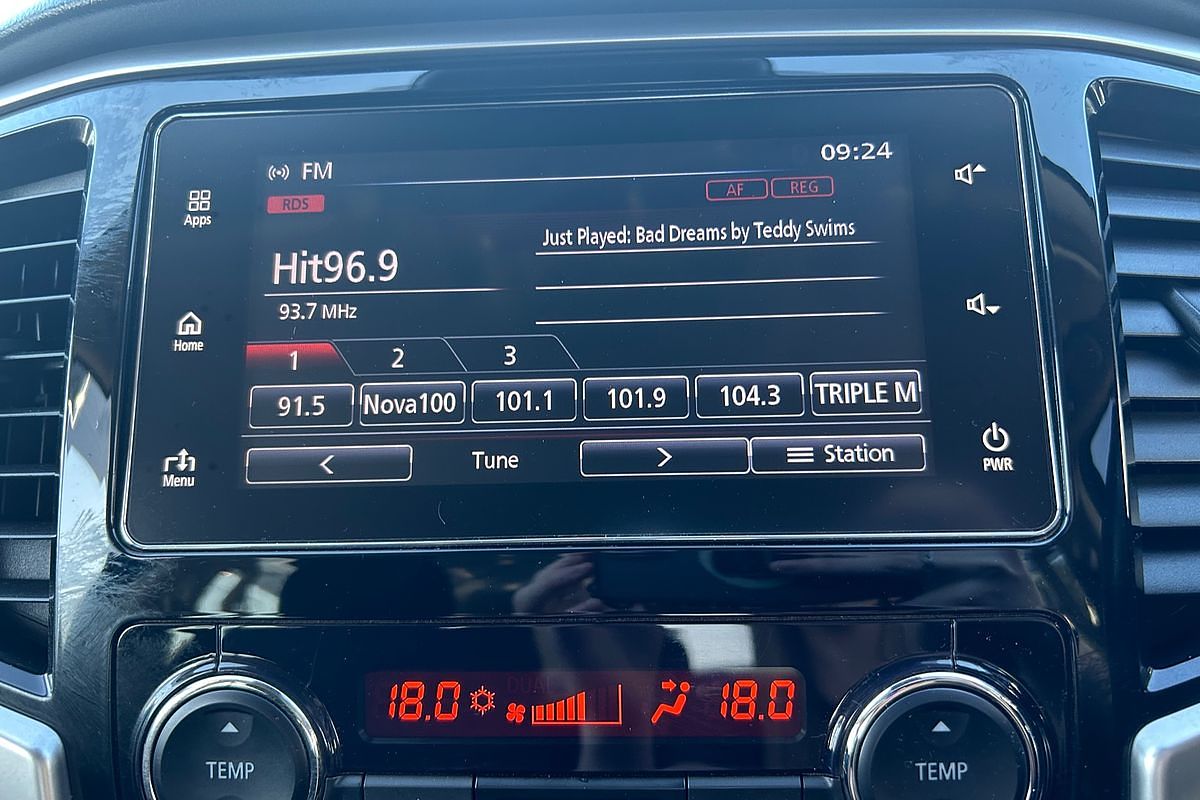 FM
09:24
RDS
AF
REG
Apps
Just Played: Bad Dreams by Teddy Swims
Hit96.9
93.7 MHz
Home
1 2 3
91.5 Nova100 101.1 101.9 104.3 TRIPLE M
< Tune > Station
Menu
PWR
18.0 DUAL 18.0
TEMP
TEMP